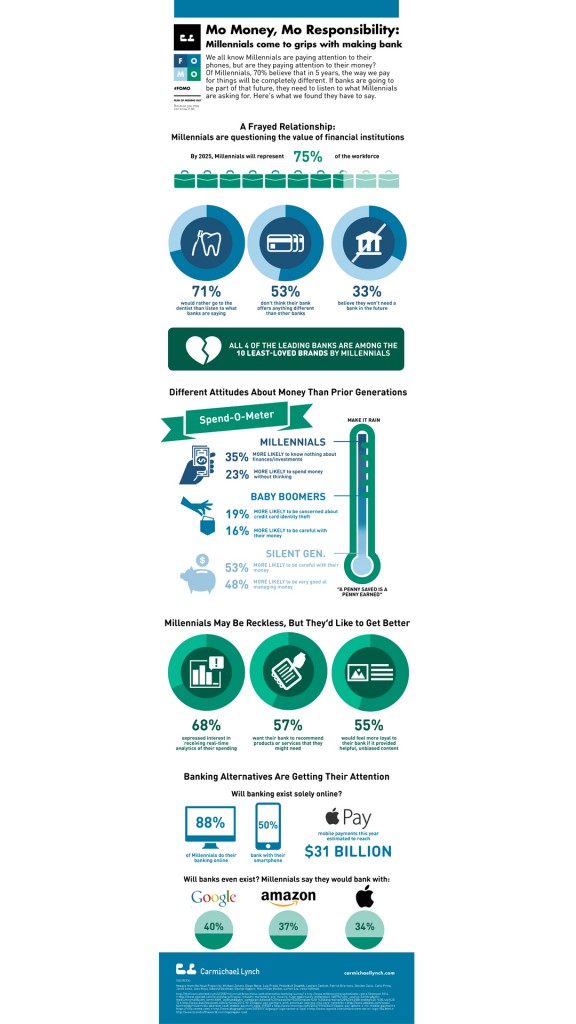 Mo Money, Mo Responsibility:
Millennials come to grips with making bank
FO
MO
#FOMO
We all know Millennials are paying attention to their
phones, but are they paying attention to their money?
Of Millennials, 70% believe that in 5 years, the way we pay
for things will be completely different. If banks are going to
be part of that future, they need to listen to what Millennials
are asking for. Here's what we found they have to say.
A Frayed Relationship:
Millennials are questioning the value of financial institutions
By 2025, Millennials will represent 75% of the workforce
71%
would rather go to the
dentist than listen to what
banks are saying
53%
don't think their bank
offers anything different
than other banks
33%
believe they won't need a
bank in the future
ALL 4 OF THE LEADING BANKS ARE AMONG THE
10 LEAST-LOVED BRANDS BY MILLENNIALS
Different Attitudes About Money Than Prior Generations
Spend-O-Meter
MAKE IT RAIN
MILLENNIALS
35% MORE LIKELY to know nothing about
finances/investments
23% MORE LIKELY to spend money
without thinking
BABY BOOMERS
19% MORE LIKELY to be concerned about
credit card identity theft
16% MORE LIKELY to be careful with
their money
SILENT GEN.
53% MORE LIKELY to be careful with their
money
48% MORE LIKELY to be very good at
managing money
"A PENNY SAVED IS A
PENNY EARNED"
Millennials May Be Reckless, But They'd Like to Get Better
68%
expressed interest in
receiving real-time
analytics of their spending
57%
want their bank to recommend
products or services that they
might need
55%
would feel more loyal to
their bank if it provided
helpful, unbiased content
Banking Alternatives Are Getting Their Attention
Will banking exist solely online?
88%
of Millennials do their
banking online
50%
bank with their
smartphone
Pay
mobile payments this year
estimated to reach
$31 BILLION
Will banks even exist? Millennials say they would bank with:
Google
amazon
40%
37%
34%
Carmichael Lynch
carmichaellynch.com